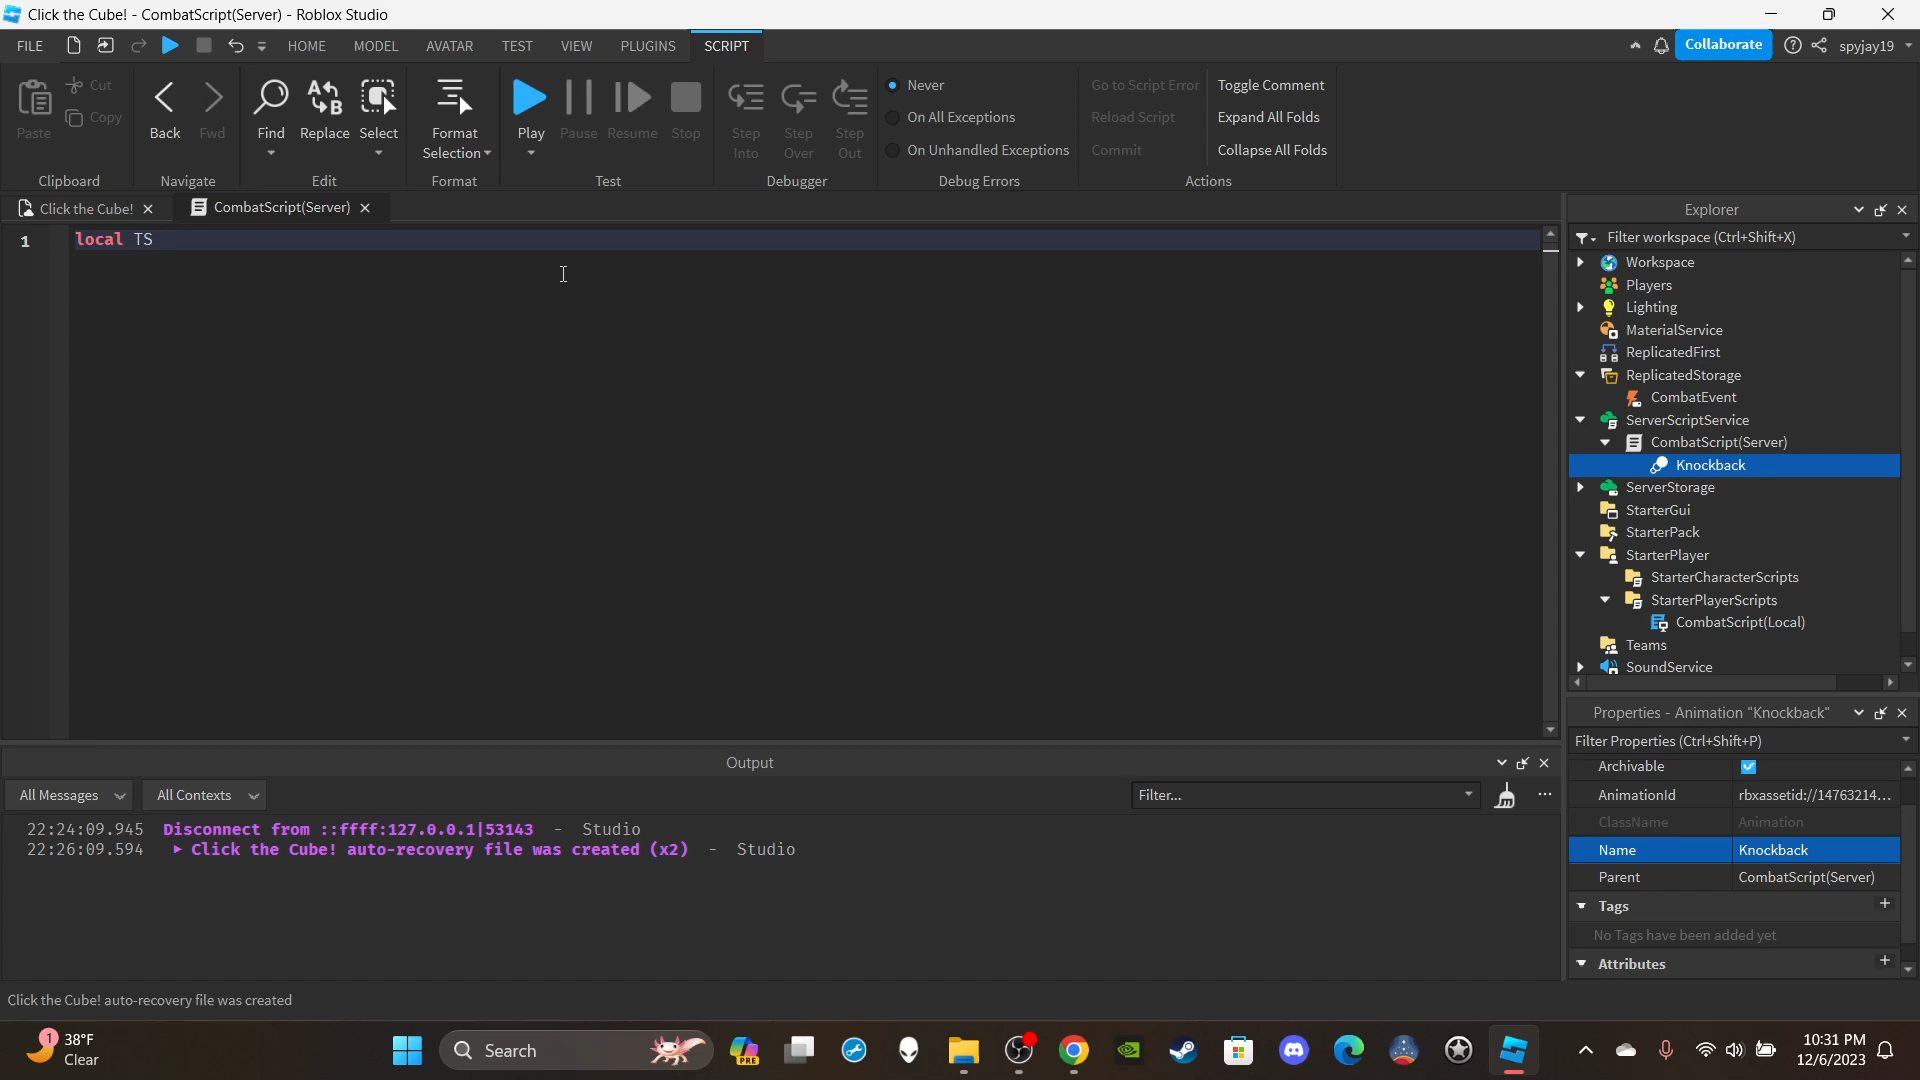 Click the Cube! - CombatScript(Server) - Roblox Studio
FILE HOME MODEL AVATAR TEST VIEW PLUGINS SCRIPT Collaborate spyjay19
Paste Cut Copy Back Fwd Find Replace Select Format Selection Play Pause Resume Stop Step Into Step Over Step Out
Never
On All Exceptions
On Unhandled Exceptions
Go to Script Error
Reload Script
Commit
Toggle Comment
Expand All Folds
Collapse All Folds
Clipboard Navigate Edit Format Test Debugger Debug Errors Actions
Click the Cube! CombatScript(Server)
1 local TS
Explorer
Filter workspace (Ctrl+Shift+X)
Workspace
Players
Lighting
MaterialService
ReplicatedFirst
ReplicatedStorage
CombatEvent
ServerScriptService
CombatScript(Server)
Knockback
ServerStorage
StarterGui
StarterPack
StarterPlayer
StarterCharacterScripts
StarterPlayerScripts
CombatScript(Local)
Teams
SoundService
Properties - Animation "Knockback"
Filter Properties (Ctrl+Shift+P)
Archivable
AnimationId rbxassetid://14763214...
ClassName Animation
Name Knockback
Parent CombatScript(Server)
Tags +
No Tags have been added yet
Attributes +
Output
All Messages All Contexts Filter... ...
22:24:09.945 Disconnect from ::ffff:127.0.0.1|53143 - Studio
22:26:09.594 Click the Cube! auto-recovery file was created (x2) - Studio
Click the Cube! auto-recovery file was created
1 38°F
Clear
Search
PRE
10:31 PM
12/6/2023